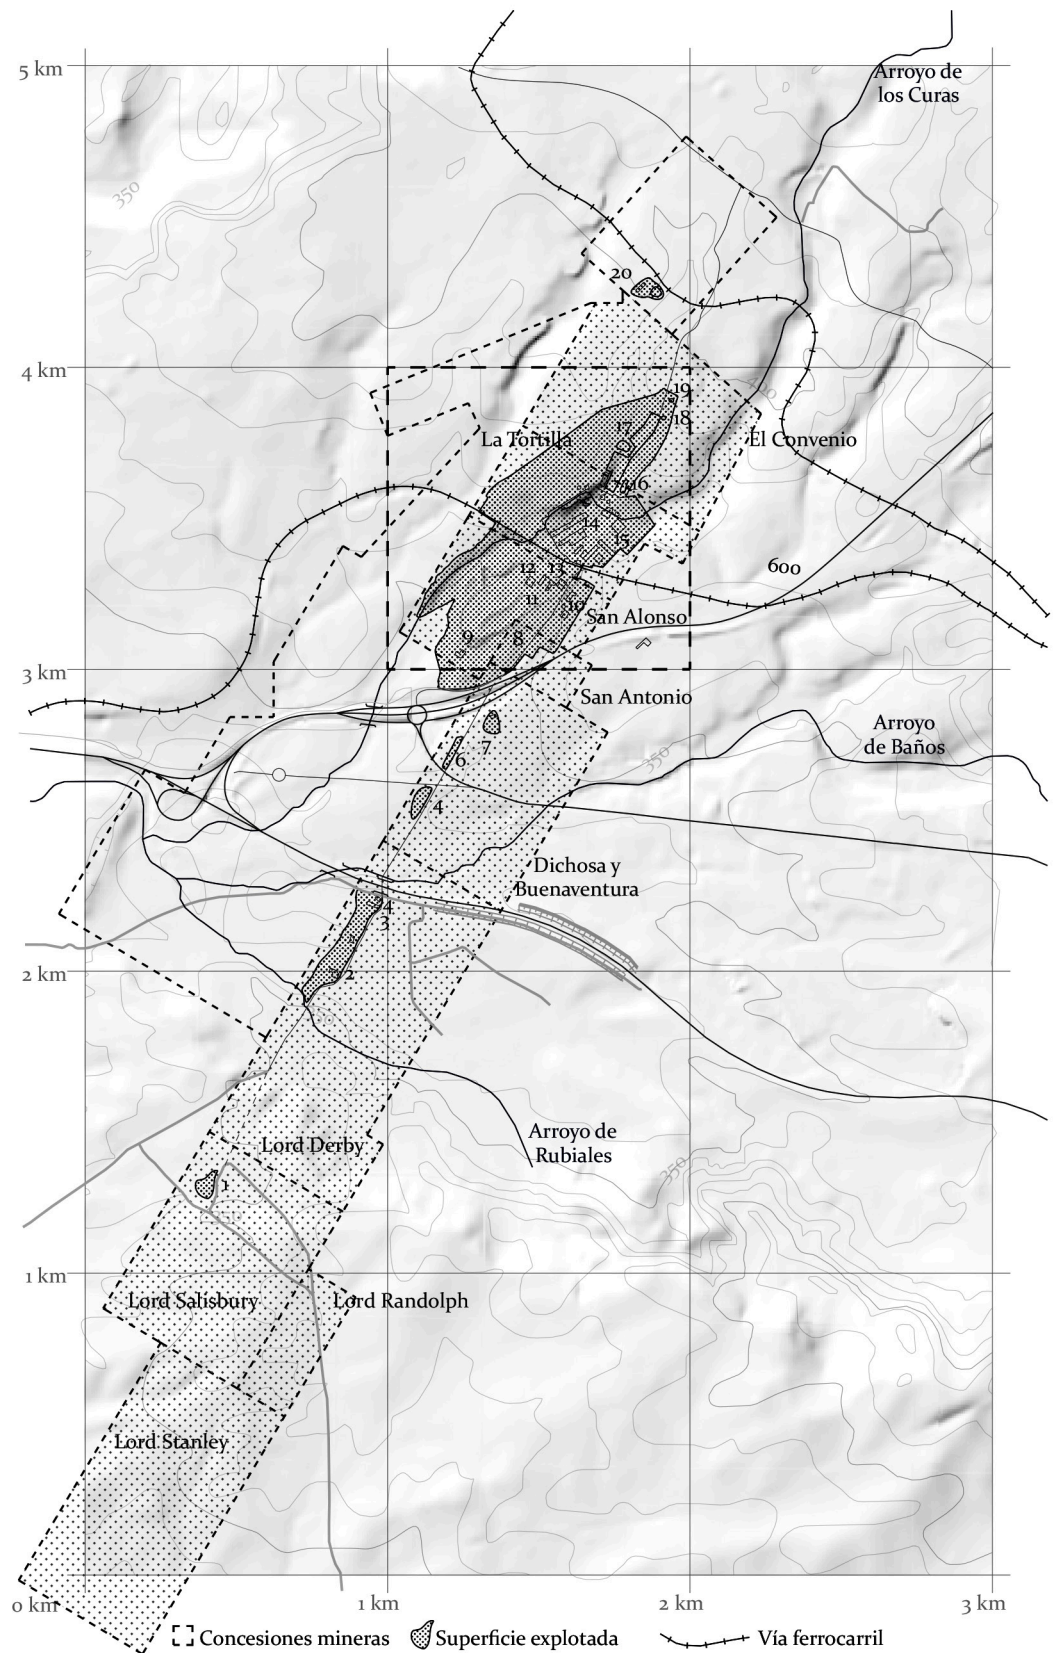 5 km
Arroyo de
los Curas
350
20
4 km
400
19
18
17
La Tortilla
El Convenio
16
14
15
12
13
600
11
10
San Alonso
9
8
3 km
San Antonio
Arroyo
de Baños
7
350
6
4
Dichosa y
Buenaventura
4
3
2 km
2
Lord Derby
Arroyo de
Rubiales
350
1
1 km
Lord Salisbury
Lord Randolph
Lord Stanley
0 km
1 km
2 km
3 km
Concesiones mineras
Superficie explotada
Vía ferrocarril